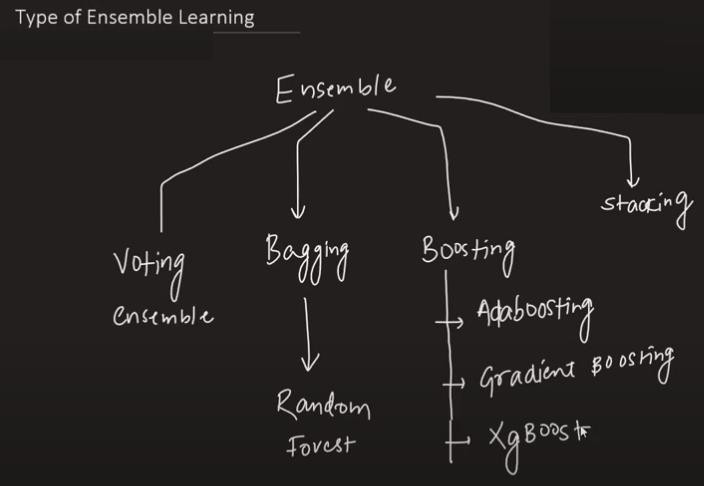 Type of Ensemble Learning
Ensemble
Stacking
Voting
Ensemble
Bagging
Random
Forest
Boosting
Adaboosting
Gradient Boosting
XgBoost